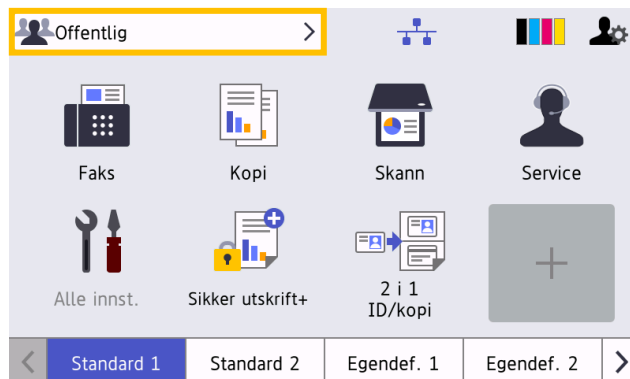 Offentlig
Faks
Kopi
Skann
Service
Alle innst.
Sikker utskrift+
2 i 1
ID/kopi
Standard 1
Standard 2
Egendef. 1
Egendef. 2